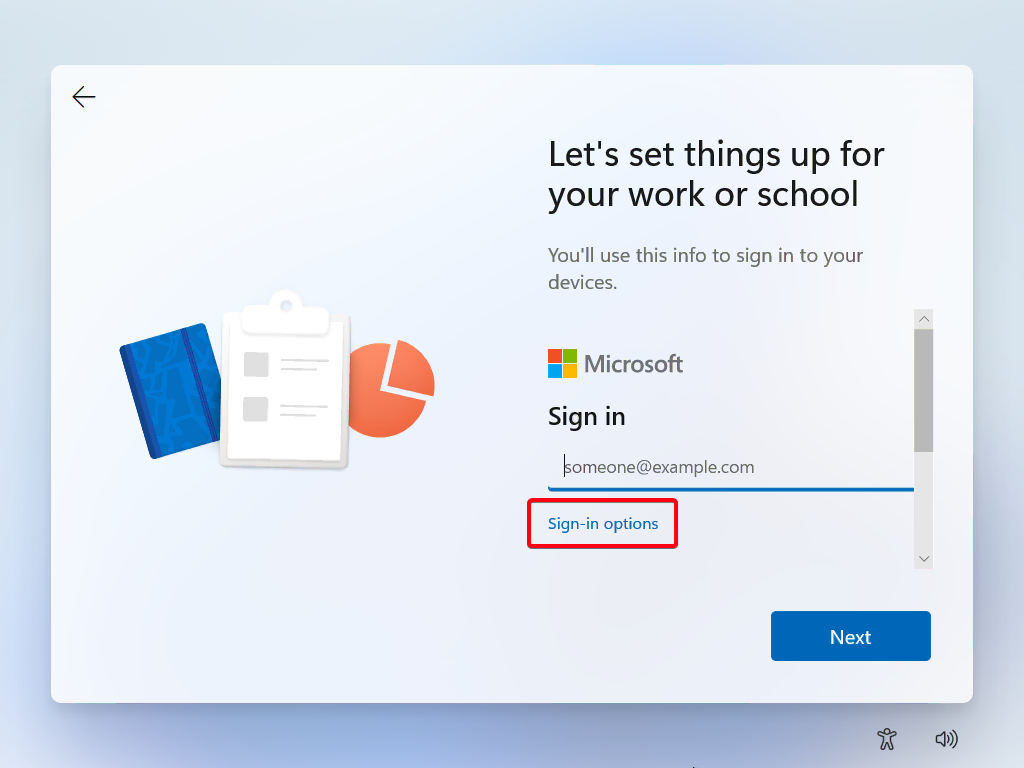 Let's set things up for
your work or school
You'll use this info to sign in to your
devices.
Microsoft
Sign in
someone@example.com
Sign-in options
Next